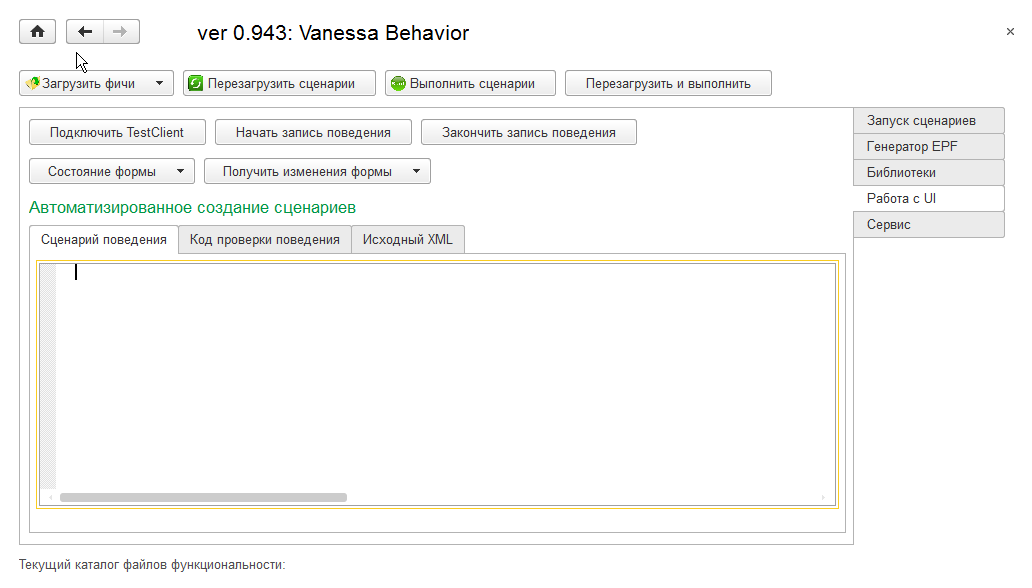 ver 0.943: Vanessa Behavior
Загрузить фичи Перезагрузить сценарии Выполнить сценарии Перезагрузить и выполнить
Подключить TestClient Начать запись поведения Закончить запись поведения
Состояние формы Получить изменения формы
Автоматизированное создание сценариев
Сценарий поведения Код проверки поведения Исходный XML
Запуск сценариев
Генератор EPF
Библиотеки
Работа с UI
Сервис
Текущий каталог файлов функциональности: